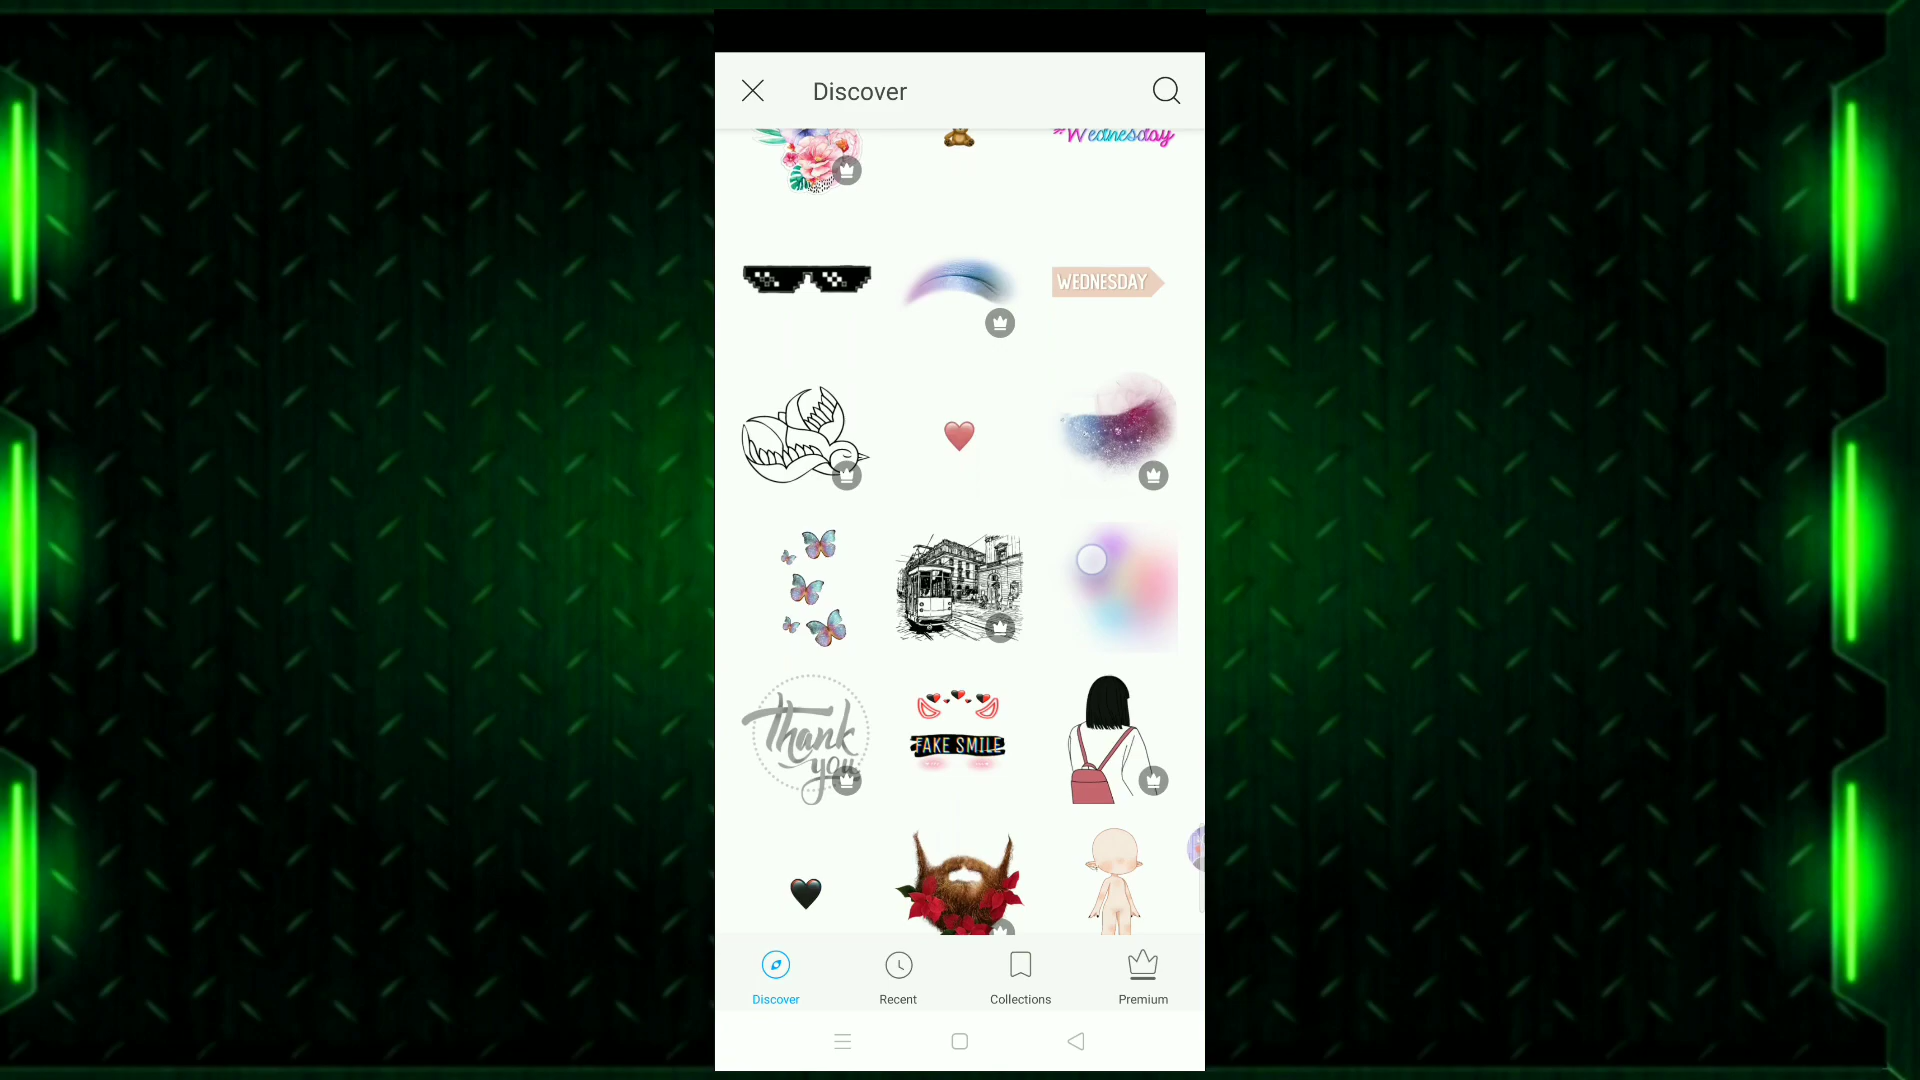 Discover
#Wednesday
WEDNESDAY
Thank
you
FAKE SMILE
Discover
Recent
Collections
Premium